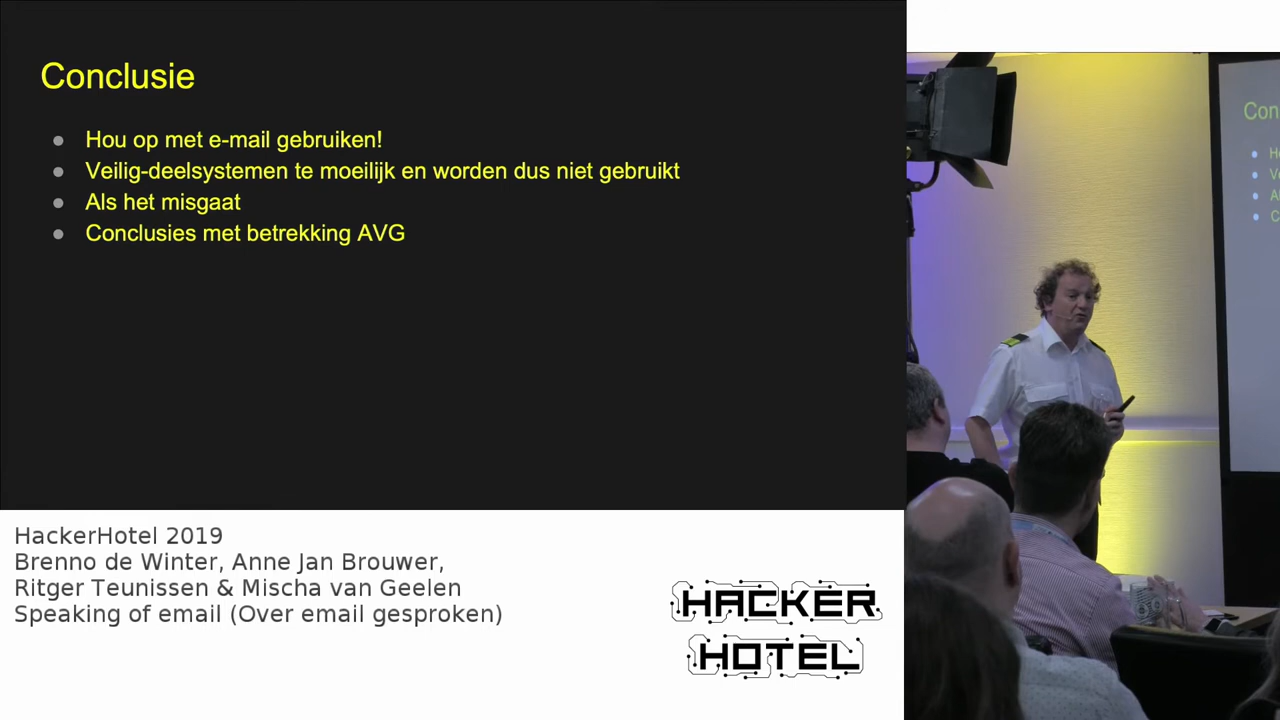 Conclusie
Hou op met e-mail gebruiken!
Veilig-deelsystemen te moeilijk en worden dus niet gebruikt
Als het misgaat
Conclusies met betrekking AVG
HackerHotel 2019
Brenno de Winter, Anne Jan Brouwer,
Ritger Teunissen & Mischa van Geelen
Speaking of email (Over email gesproken)
HACKER
HOTEL
Con
H
Ve
A
C